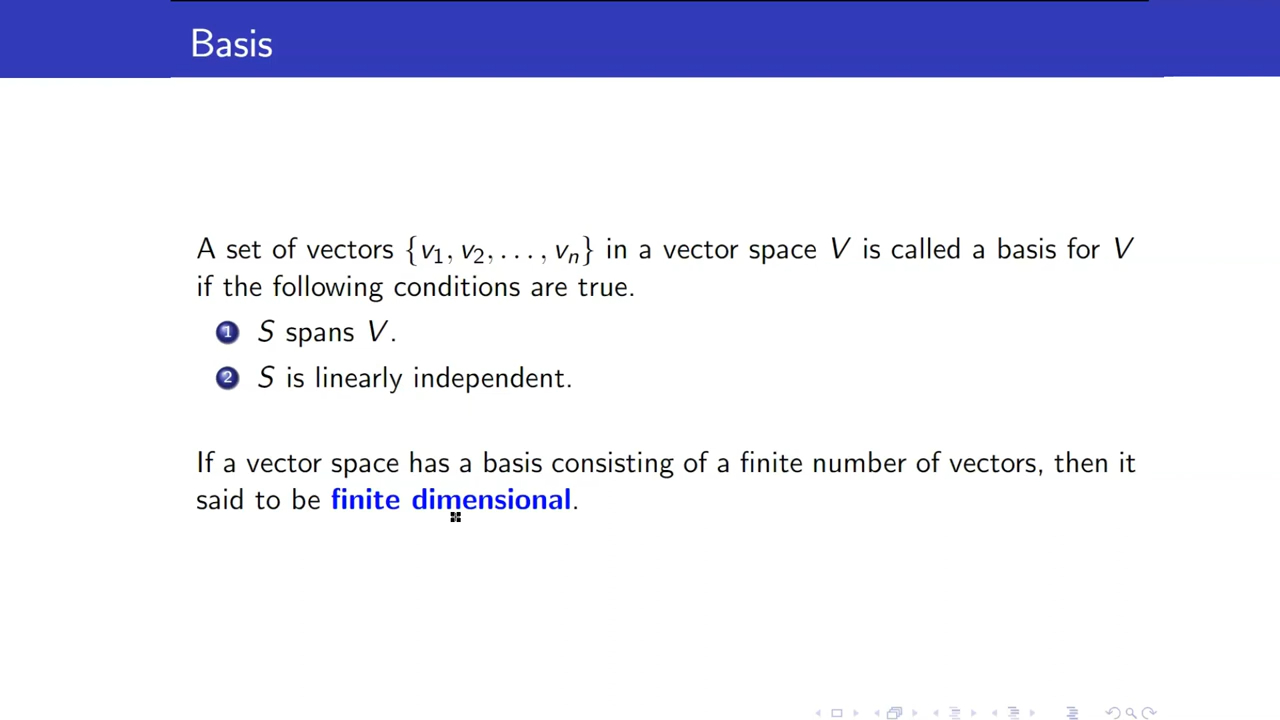 Basis
A set of vectors {v₁, v₂, . . . , vₙ} in a vector space V is called a basis for V
if the following conditions are true.
1 S spans V.
2 S is linearly independent.
If a vector space has a basis consisting of a finite number of vectors, then it
said to be finite dimensional.